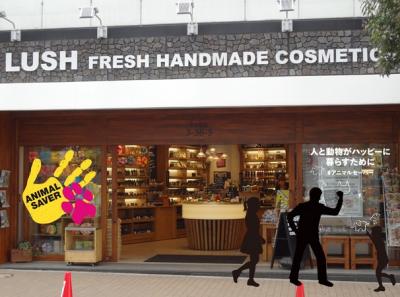 LUSH FRESH HANDMADE COSMETIC
人と動物がハッピーに
暮らすために
#アニマルセーバー
ANIMAL
SAVER